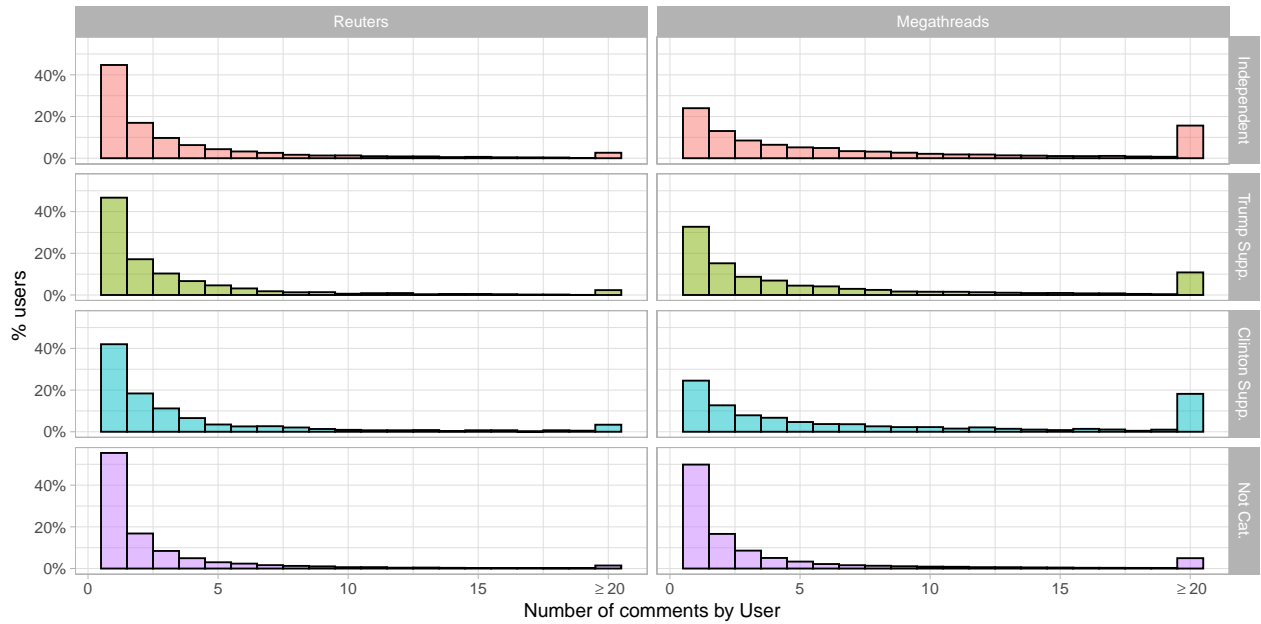 Reuters
Megathreads
% users
40%
20%
0%
Independent
40%
20%
0%
Trump Supp.
40%
20%
0%
Clinton Supp.
40%
20%
0%
Not Cat.
0 5 10 15 ≥ 20
0 5 10 15 ≥ 20
Number of comments by User